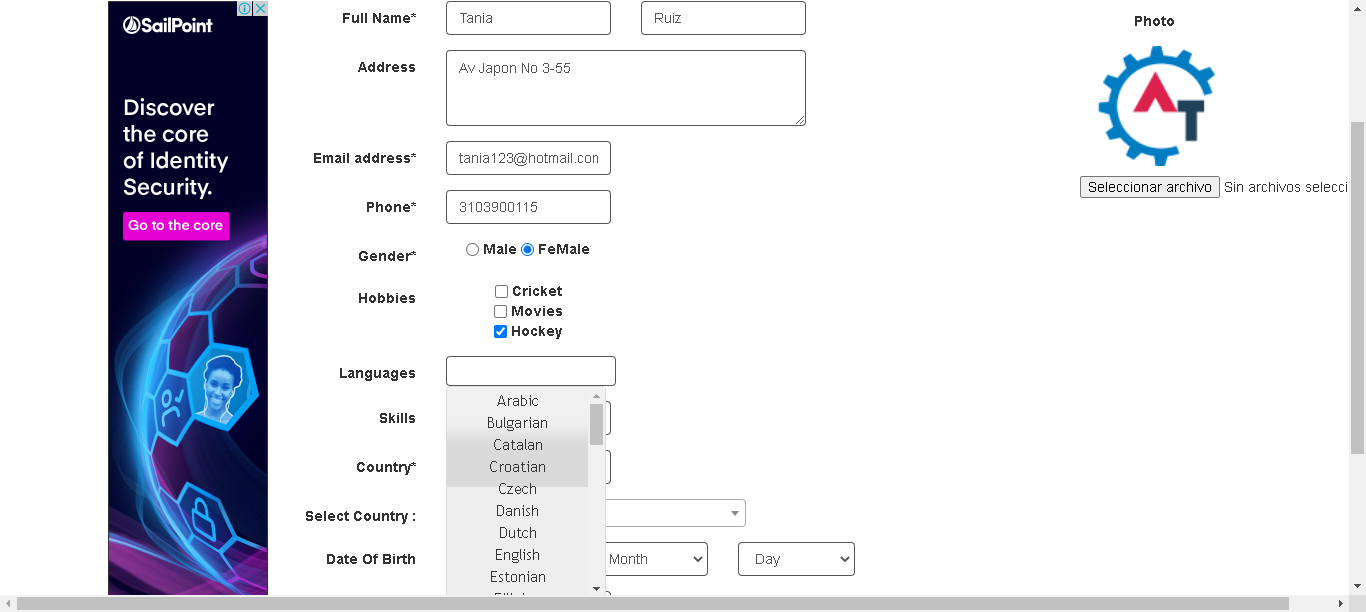 SailPoint
Discover
the core
of Identity
Security.
Go to the core
Full Name* Tania Ruiz
Address Av Japon No 3-55
Email address* tania123@hotmail.con
Phone* 3103900115
Gender* Male FeMale
Hobbies Cricket
Movies
Hockey
Languages
Arabic
Bulgarian
Catalan
Croatian
Czech
Danish
Dutch
English
Estonian
Skills
Country*
Select Country :
Date Of Birth Month Day
Photo
AT
Seleccionar archivo Sin archivos selecci